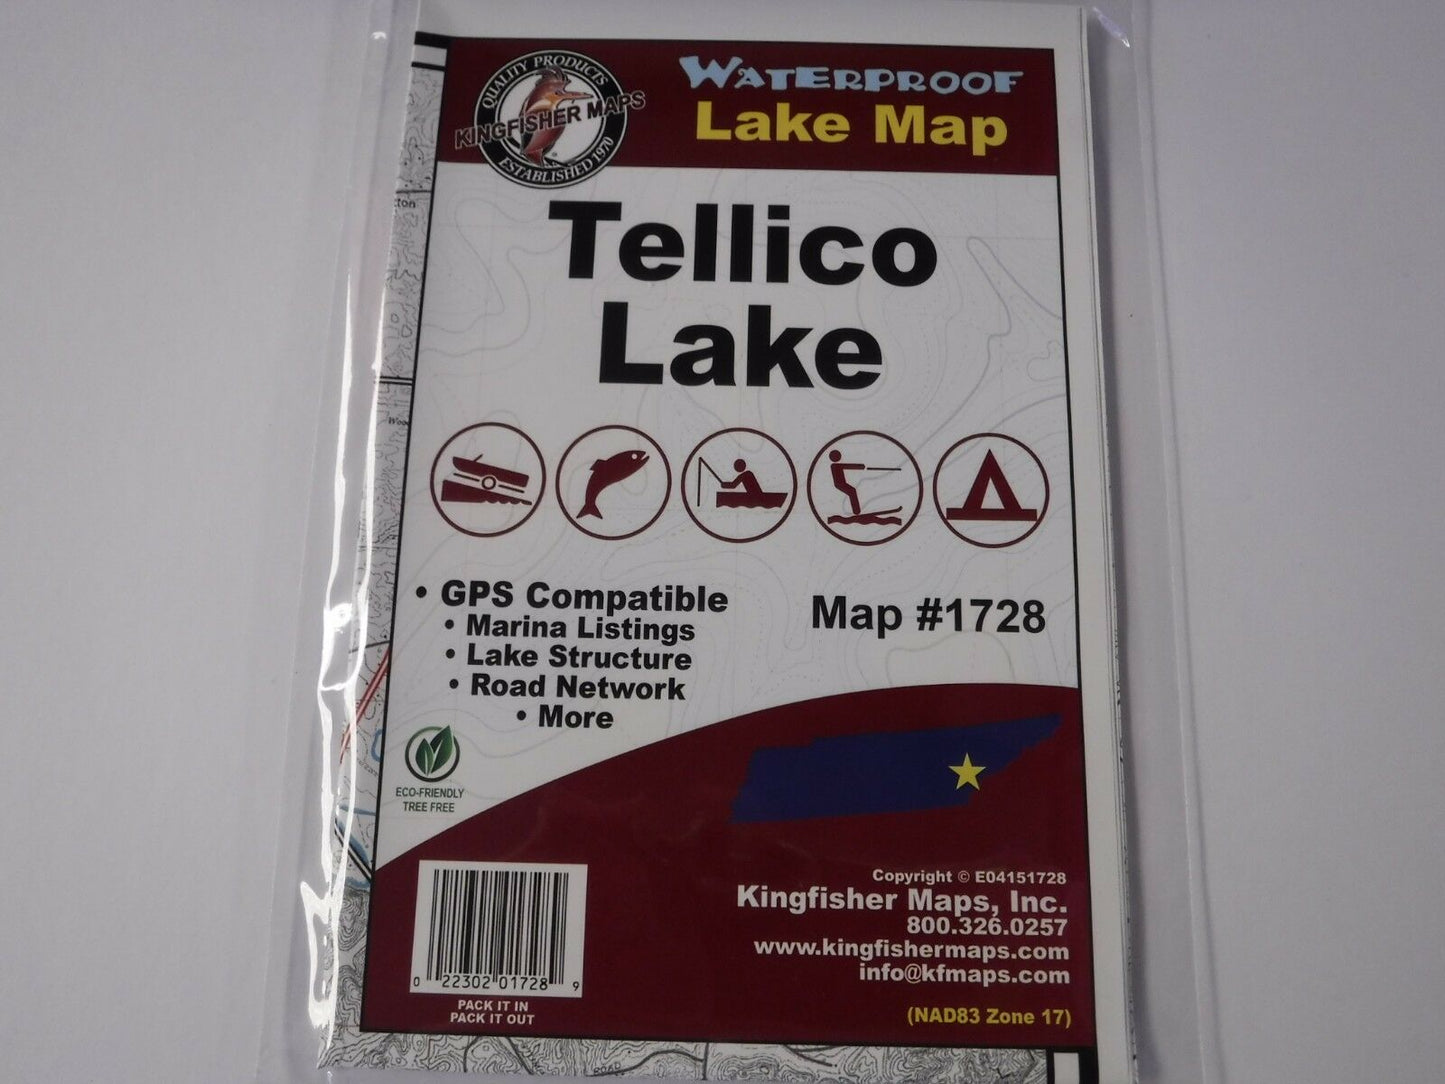 QUALITY PRODUCTS
KINGFISHER MAPS
ESTABLISHED 1970
WATERPROOF
Lake Map
Tellico
Lake
• GPS Compatible
• Marina Listings
• Lake Structure
• Road Network
• More
Map #1728
ECO-FRIENDLY
TREE FREE
0 22302 01728 9
PACK IT IN
PACK IT OUT
Copyright © E04151728
Kingfisher Maps, Inc.
800.326.0257
www.kingfishermaps.com
info@kfmaps.com
(NAD83 Zone 17)